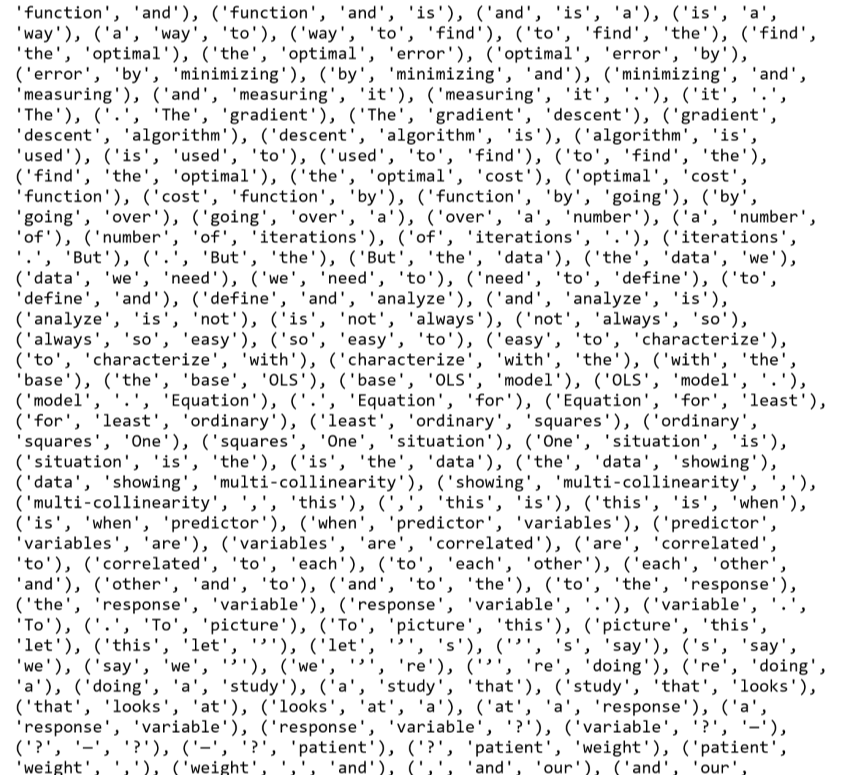 'function', 'and'), ('function', 'and', 'is'), ('and', 'is', 'a'), ('is', 'a',
'way'), ('a', 'way', 'to'), ('way', 'to', 'find'), ('to', 'find', 'the'), ('find',
'the', 'optimal'), ('the', 'optimal', 'error'), ('optimal', 'error', 'by'),
('error', 'by', 'minimizing'), ('by', 'minimizing', 'and'), ('minimizing', 'and',
'measuring'), ('and', 'measuring', 'it'), ('measuring', 'it', '.'), ('it', '.',
'The'), ('.', 'The', 'gradient'), ('The', 'gradient', 'descent'), ('gradient',
'descent', 'algorithm'), ('descent', 'algorithm', 'is'), ('algorithm', 'is',
'used'), ('is', 'used', 'to'), ('used', 'to', 'find'), ('to', 'find', 'the'),
('find', 'the', 'optimal'), ('the', 'optimal', 'cost'), ('optimal', 'cost',
'function'), ('cost', 'function', 'by'), ('function', 'by', 'going'), ('by',
'going', 'over'), ('going', 'over', 'a'), ('over', 'a', 'number'), ('a', 'number',
'of'), ('number', 'of', 'iterations'), ('of', 'iterations', '.'), ('iterations',
'.', 'But'), ('.', 'But', 'the'), ('But', 'the', 'data'), ('the', 'data', 'we'),
('data', 'we', 'need'), ('we', 'need', 'to'), ('need', 'to', 'define'), ('to',
'define', 'and'), ('define', 'and', 'analyze'), ('and', 'analyze', 'is'),
('analyze', 'is', 'not'), ('is', 'not', 'always'), ('not', 'always', 'so'),
('always', 'so', 'easy'), ('so', 'easy', 'to'), ('easy', 'to', 'characterize'),
('to', 'characterize', 'with'), ('characterize', 'with', 'the'), ('with', 'the',
'base'), ('the', 'base', 'OLS'), ('base', 'OLS', 'model'), ('OLS', 'model', '.'),
('model', '.', 'Equation'), ('.', 'Equation', 'for'), ('Equation', 'for', 'least'),
('for', 'least', 'ordinary'), ('least', 'ordinary', 'squares'), ('ordinary',
'squares', 'One'), ('squares', 'One', 'situation'), ('One', 'situation', 'is'),
('situation', 'is', 'the'), ('is', 'the', 'data'), ('the', 'data', 'showing'),
('data', 'showing', 'multi-collinearity'), ('showing', 'multi-collinearity', ','),
('multi-collinearity', ',', 'this'), (',', 'this', 'is'), ('this', 'is', 'when'),
('is', 'when', 'predictor'), ('when', 'predictor', 'variables'), ('predictor',
'variables', 'are'), ('variables', 'are', 'correlated'), ('are', 'correlated',
'to'), ('correlated', 'to', 'each'), ('to', 'each', 'other'), ('each', 'other',
'and'), ('other', 'and', 'to'), ('and', 'to', 'the'), ('to', 'the', 'response'),
('the', 'response', 'variable'), ('response', 'variable', '.'), ('variable', '.',
'To'), ('.', 'To', 'picture'), ('To', 'picture', 'this'), ('picture', 'this',
'let'), ('this', 'let', '’'), ('let', '’', 's'), ('’', 's', 'say'), ('s', 'say',
'we'), ('say', 'we', '’'), ('we', '’', 're'), ('’', 're', 'doing'), ('re', 'doing',
'a'), ('doing', 'a', 'study'), ('a', 'study', 'that'), ('study', 'that', 'looks'),
('that', 'looks', 'at'), ('looks', 'at', 'a'), ('at', 'a', 'response'), ('a',
'response', 'variable'), ('response', 'variable', '?'), ('variable', '?', '—'),
('?', '—', '?'), ('—', '?', 'patient'), ('?', 'patient', 'weight'), ('patient',
'weight', ','), ('weight', ',', 'and'), (',', 'and', 'our'), ('and', 'our',